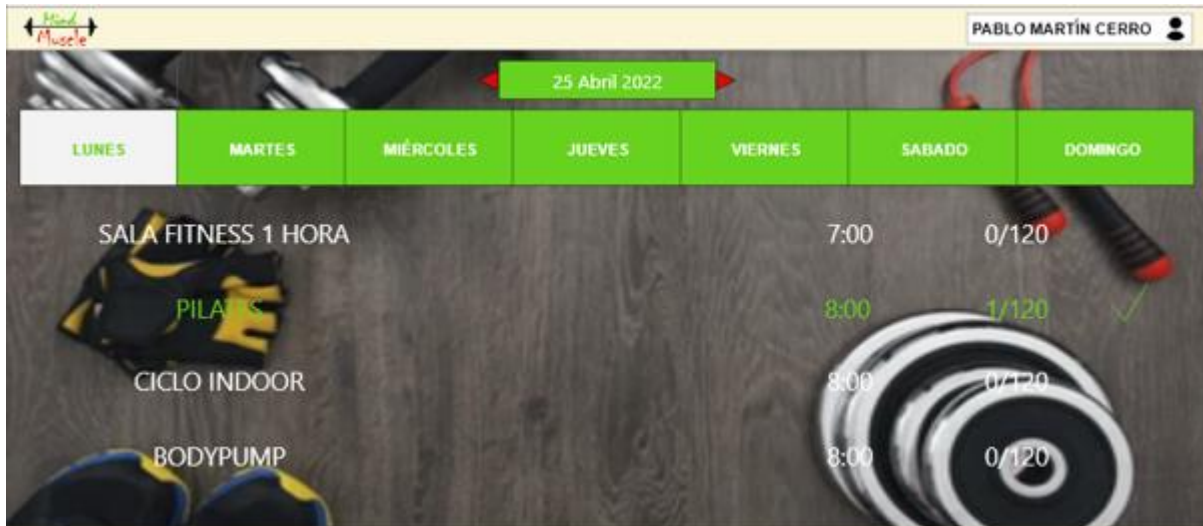 Mind
Muscle
PABLO MARTÍN CERRO
25 Abril 2022
LUNES MARTES MIÉRCOLES JUEVES VIERNES SABADO DOMINGO
SALA FITNESS 1 HORA 7:00 0/120
PILATES 8:00 1/120
CICLO INDOOR 8:00 0/120
BODYPUMP 8:00 0/120